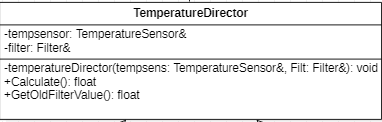 TemperatureDirector
-tempsensor: TemperatureSensor&
-filter: Filter&
-temperatureDirector(tempsens: TemperatureSensor&, Filt: Filter&): void
+Calculate(): float
+GetOldFilterValue(): float